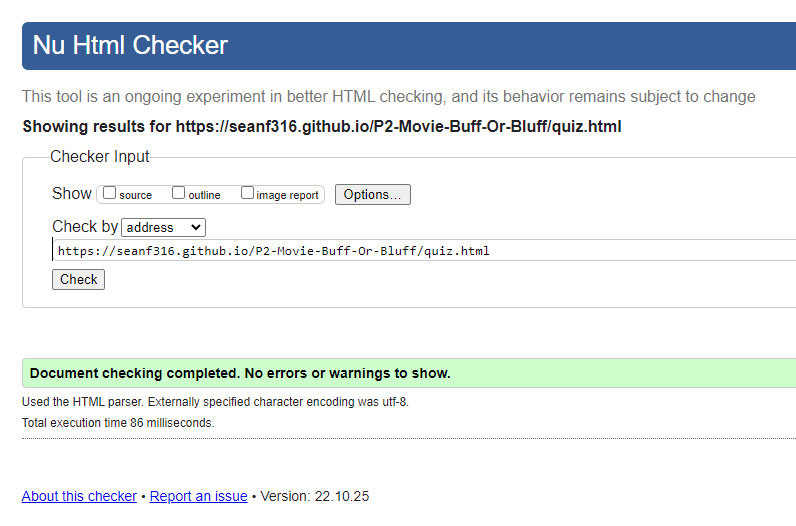 Nu Html Checker
This tool is an ongoing experiment in better HTML checking, and its behavior remains subject to change
Showing results for https://seanf316.github.io/P2-Movie-Buff-Or-Bluff/quiz.html
Checker Input
Show source outline image report Options...
Check by address
https://seanf316.github.io/P2-Movie-Buff-Or-Bluff/quiz.html
Check
Document checking completed. No errors or warnings to show.
Used the HTML parser. Externally specified character encoding was utf-8.
Total execution time 86 milliseconds.
About this checker • Report an issue • Version: 22.10.25